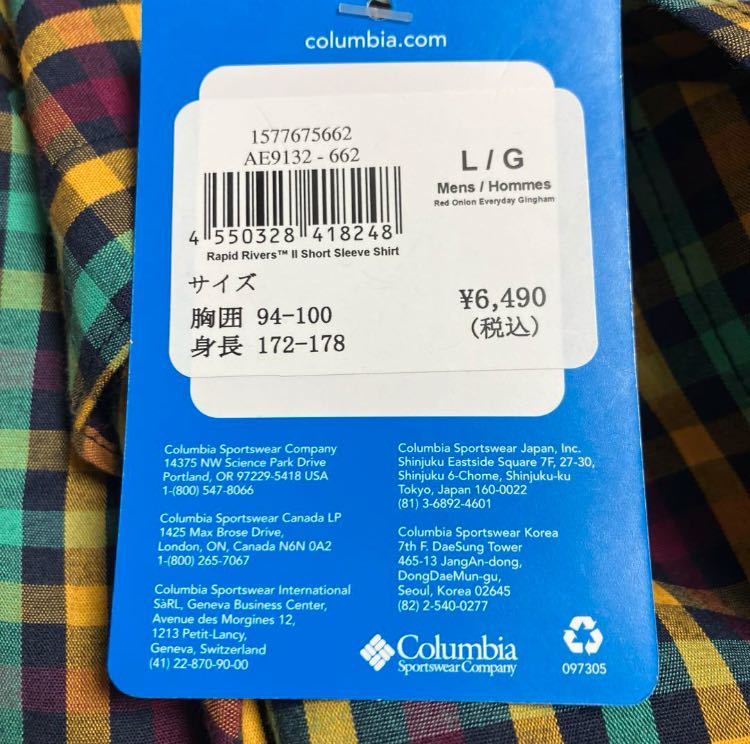 columbia.com
1577675662
AE9132 - 662
4 550328 418248
Rapid Rivers™ II Short Sleeve Shirt
L / G
Mens / Hommes
Red Onion Everyday Gingham
サイズ
胸囲 94-100
身長 172-178
¥6,490
(税込)
Columbia Sportswear Company
14375 NW Science Park Drive
Portland, OR 97229-5418 USA
1-(800) 547-8066
Columbia Sportswear Canada LP
1425 Max Brose Drive,
London, ON, Canada N6N 0A2
1-(800) 265-7067
Columbia Sportswear International
SàRL, Geneva Business Center,
Avenue des Morgines 12,
1213 Petit-Lancy,
Geneva, Switzerland
(41) 22-870-90-00
Columbia Sportswear Japan, Inc.
Shinjuku Eastside Square 7F, 27-30,
Shinjuku 6-Chome, Shinjuku-ku
Tokyo, Japan 160-0022
(81) 3-6892-4601
Columbia Sportswear Korea
7th F. DaeSung Tower
465-13 JangAn-dong,
DongDaeMun-gu,
Seoul, Korea 02645
(82) 2-540-0277
Columbia
Sportswear Company
097305